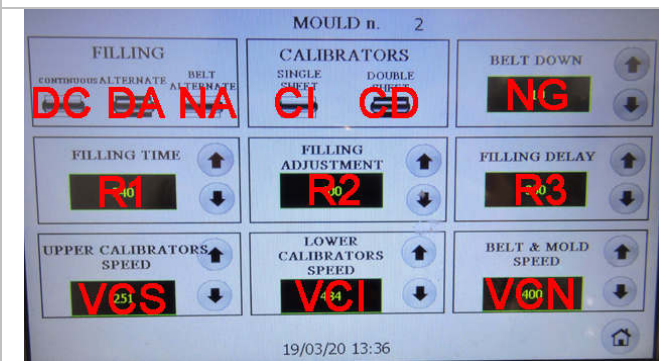 MOULD n. 2
FILLING
CONTINUOUS ALTERNATE BELT ALTERNATE
DC DA NA
CALIBRATORS
SINGLE SHEET DOUBLE SHEET
CI CD
BELT DOWN
NG
FILLING TIME
R1
FILLING ADJUSTMENT
R2
FILLING DELAY
R3
UPPER CALIBRATORS SPEED
251
VCS
LOWER CALIBRATORS SPEED
VCI
BELT & MOLD SPEED
400
VCN
19/03/20 13:36